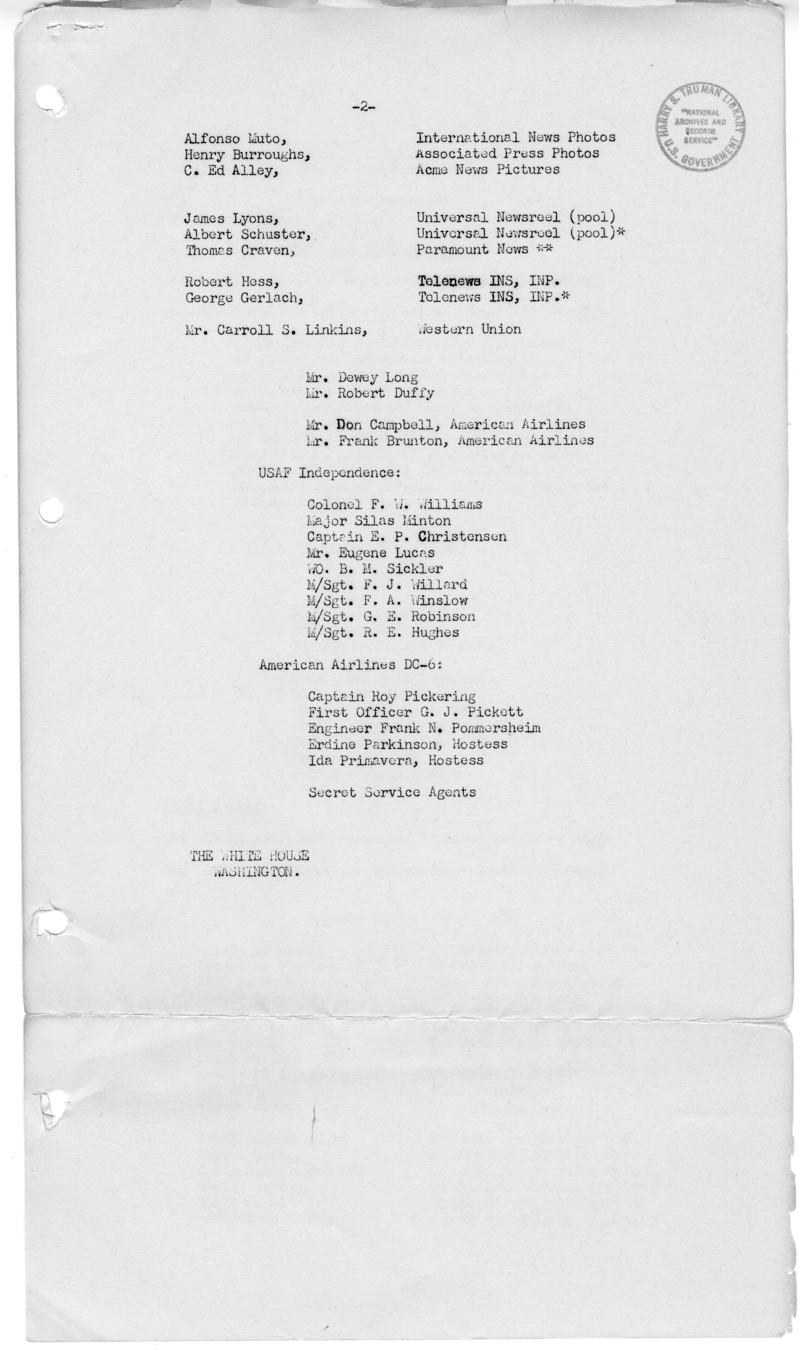 -2-
HARRY S. TRUMAN LIBRARY
"NATIONAL
ARCHIVES AND
RECORDS
SERVICE"
U.S. GOVERNMENT
Alfonso Muto, International News Photos
Henry Burroughs, Associated Press Photos
C. Ed Alley, Acme News Pictures
James Lyons, Universal Newsreel (pool)
Albert Schuster, Universal Newsreel (pool)*
Thomas Craven, Paramount News **
Robert Hess, Telenews INS, INP.
George Gerlach, Telenews INS, INP.*
Mr. Carroll S. Linkins, Western Union
Mr. Dewey Long
Mr. Robert Duffy
Mr. Don Campbell, American Airlines
Mr. Frank Brunton, American Airlines
USAF Independence:
Colonel F. W. Williams
Major Silas Minton
Captain E. P. Christensen
Mr. Eugene Lucas
WO. B. M. Sickler
M/Sgt. F. J. Willard
M/Sgt. F. A. Winslow
M/Sgt. G. E. Robinson
M/Sgt. R. E. Hughes
American Airlines DC-6:
Captain Roy Pickering
First Officer G. J. Pickett
Engineer Frank N. Pommersheim
Erdine Parkinson, Hostess
Ida Primavera, Hostess
Secret Service Agents
THE WHITE HOUSE
WASHINGTON.